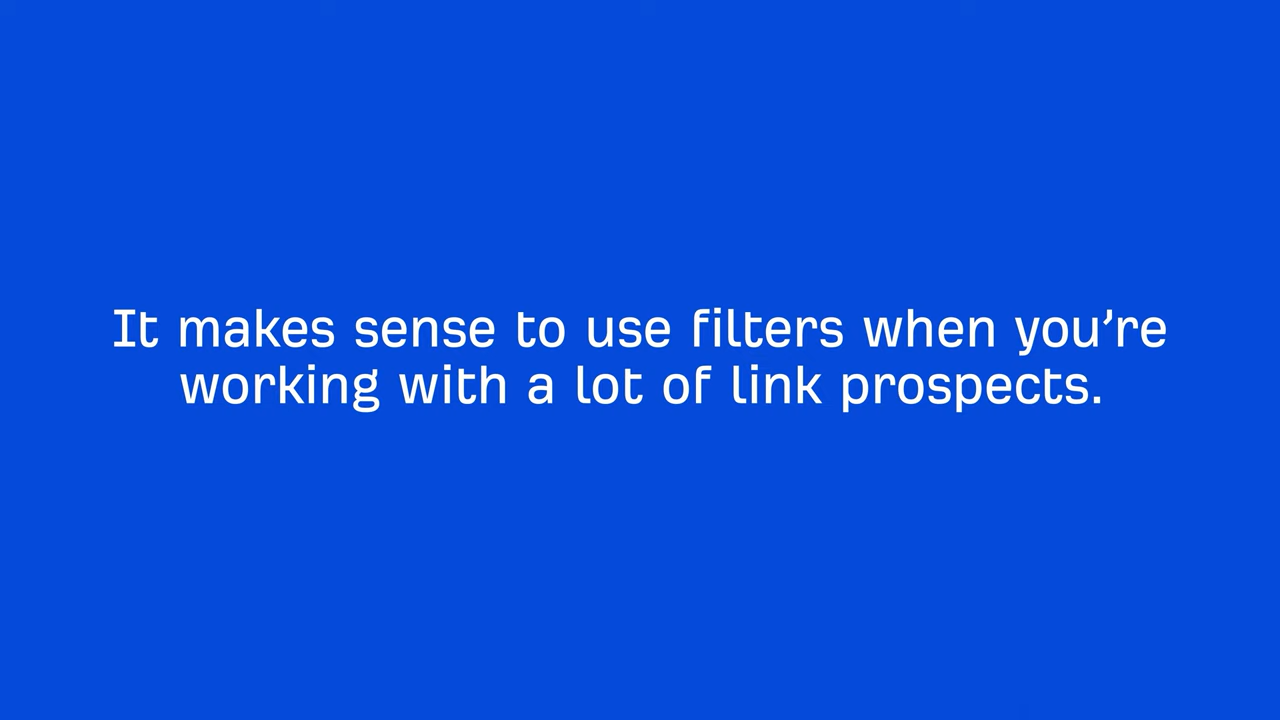 It makes sense to use filters when you’re
working with a lot of link prospects.